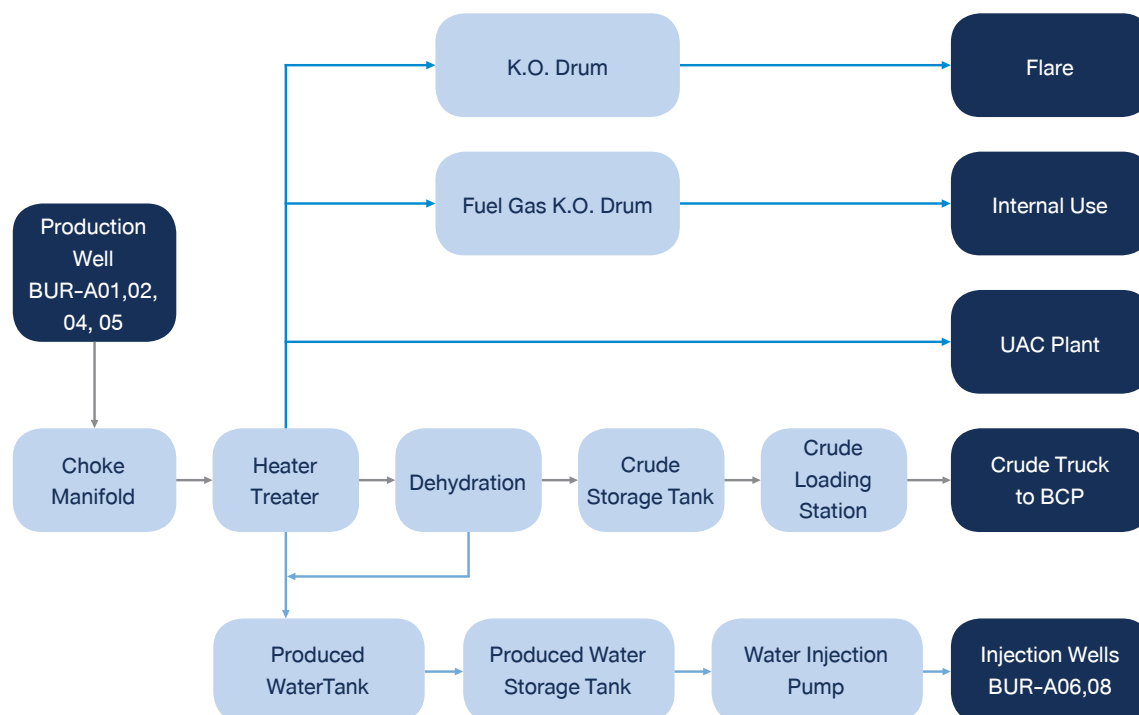 K.O. Drum
Flare
Fuel Gas K.O. Drum
Internal Use
Production
Well
BUR-A01,02,
04, 05
UAC Plant
Choke
Manifold
Heater
Treater
Dehydration
Crude
Storage Tank
Crude
Loading
Station
Crude Truck
to BCP
Produced
WaterTank
Produced Water
Storage Tank
Water Injection
Pump
Injection Wells
BUR-A06,08